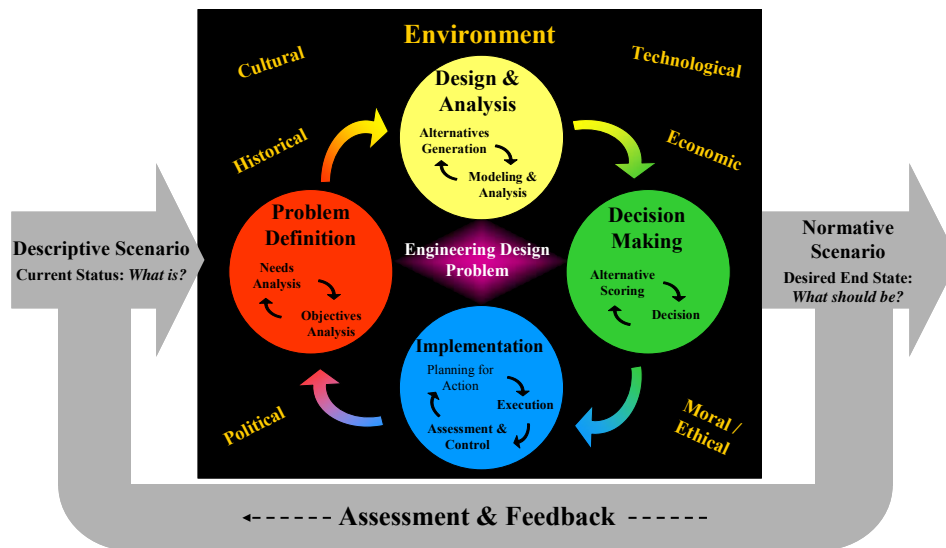 Environment
Cultural
Technological
Historical
Economic
Design &
Analysis
Alternatives
Generation
Modeling &
Analysis
Descriptive Scenario
Current Status: What is?
Problem
Definition
Needs
Analysis
Objectives
Analysis
Engineering Design
Problem
Decision
Making
Alternative
Scoring
Decision
Normative
Scenario
Desired End State:
What should be?
Implementation
Planning for
Action
Execution
Assessment &
Control
Political
Moral /
Ethical
Assessment & Feedback